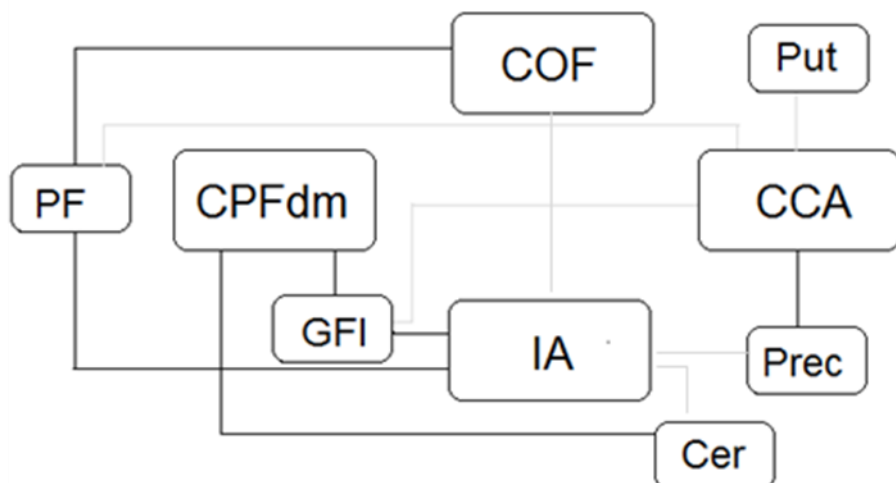 COF
Put
PF
CPFdm
CCA
GFI
IA
Prec
Cer